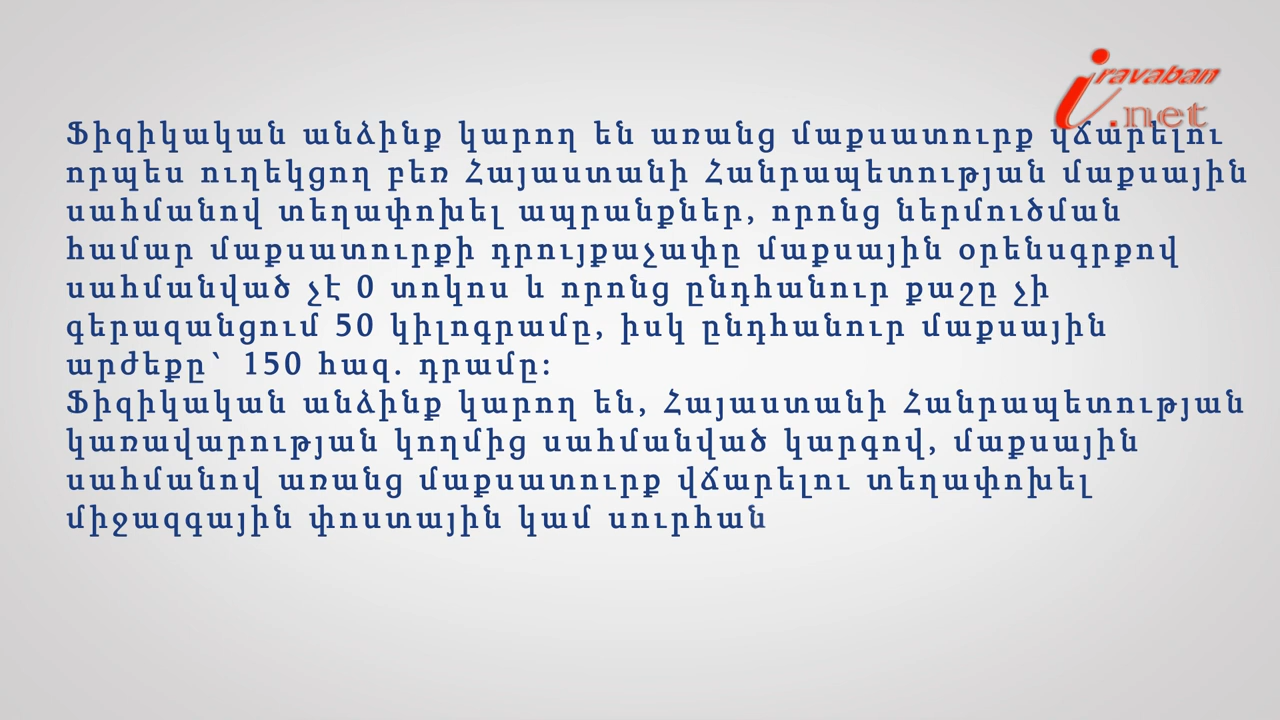 iravaban
.net
Ֆիզիկական անձինք կարող են առանց մաքսատուրք վճարելու
որպես ուղեկցող բեռ Հայաստանի Հանրապետության մաքսային
սահմանով տեղափոխել ապրանքներ, որոնց ներմուծման
համար մաքսատուրքի դրույքաչափը մաքսային օրենսգրքով
սահմանված չէ 0 տոկոս և որոնց ընդհանուր քաշը չի
գերազանցում 50 կիլոգրամը, իսկ ընդհանուր մաքսային
արժեքը՝ 150 հազ. դրամը:
Ֆիզիկական անձինք կարող են, Հայաստանի Հանրապետության
կառավարության կողմից սահմանված կարգով, մաքսային
սահմանով առանց մաքսատուրք վճարելու տեղափոխել
միջազգային փոստային կամ սուրհան